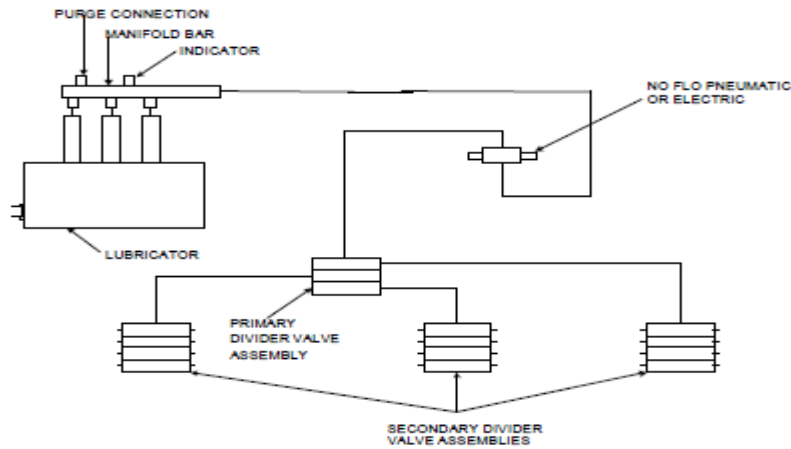 PURGE CONNECTION
MANIFOLD BAR
INDICATOR
NO FLO PNEUMATIC
OR ELECTRIC
LUBRICATOR
PRIMARY
DIVIDER VALVE
ASSEMBLY
SECONDARY DIVIDER
VALVE ASSEMBLIES